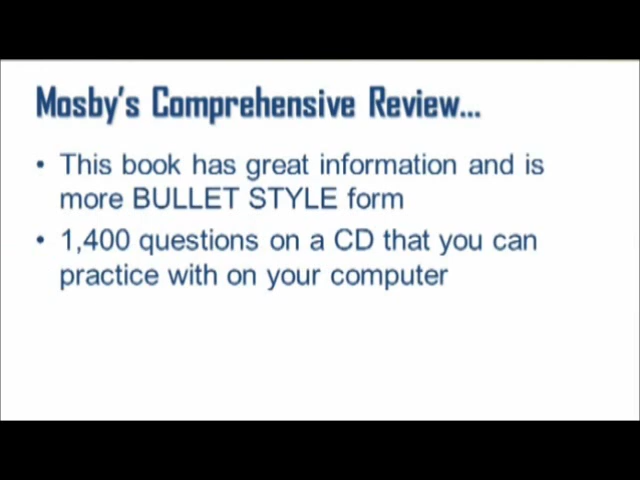 Mosby's Comprehensive Review...
• This book has great information and is
more BULLET STYLE form
• 1,400 questions on a CD that you can
practice with on your computer